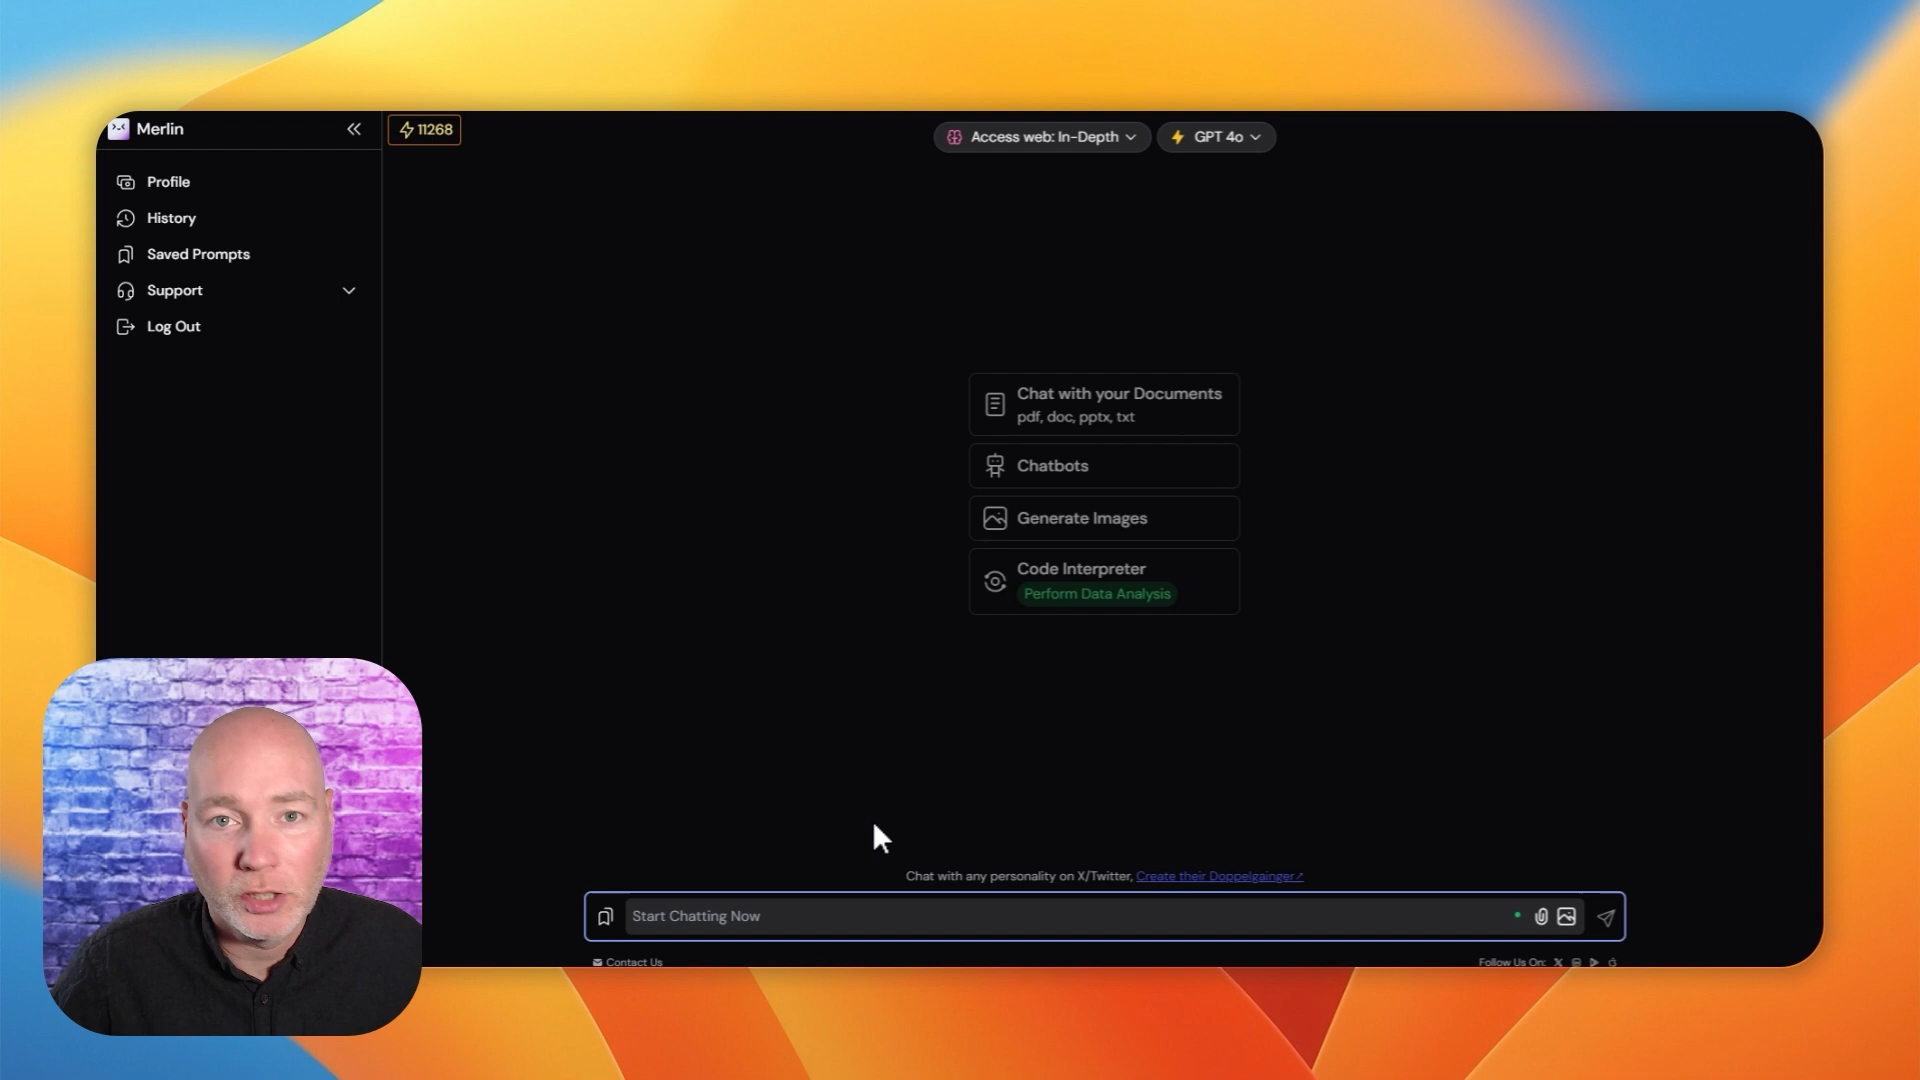 Merlin
11268
Access web: In-Depth
GPT 4o
Profile
History
Saved Prompts
Support
Log Out
Chat with your Documents
pdf, doc, pptx, txt
Chatbots
Generate Images
Code Interpreter
Perform Data Analysis
Chat with any personality on X/Twitter, Create their Doppelgainger↗
Start Chatting Now
Contact Us
Follow Us On: